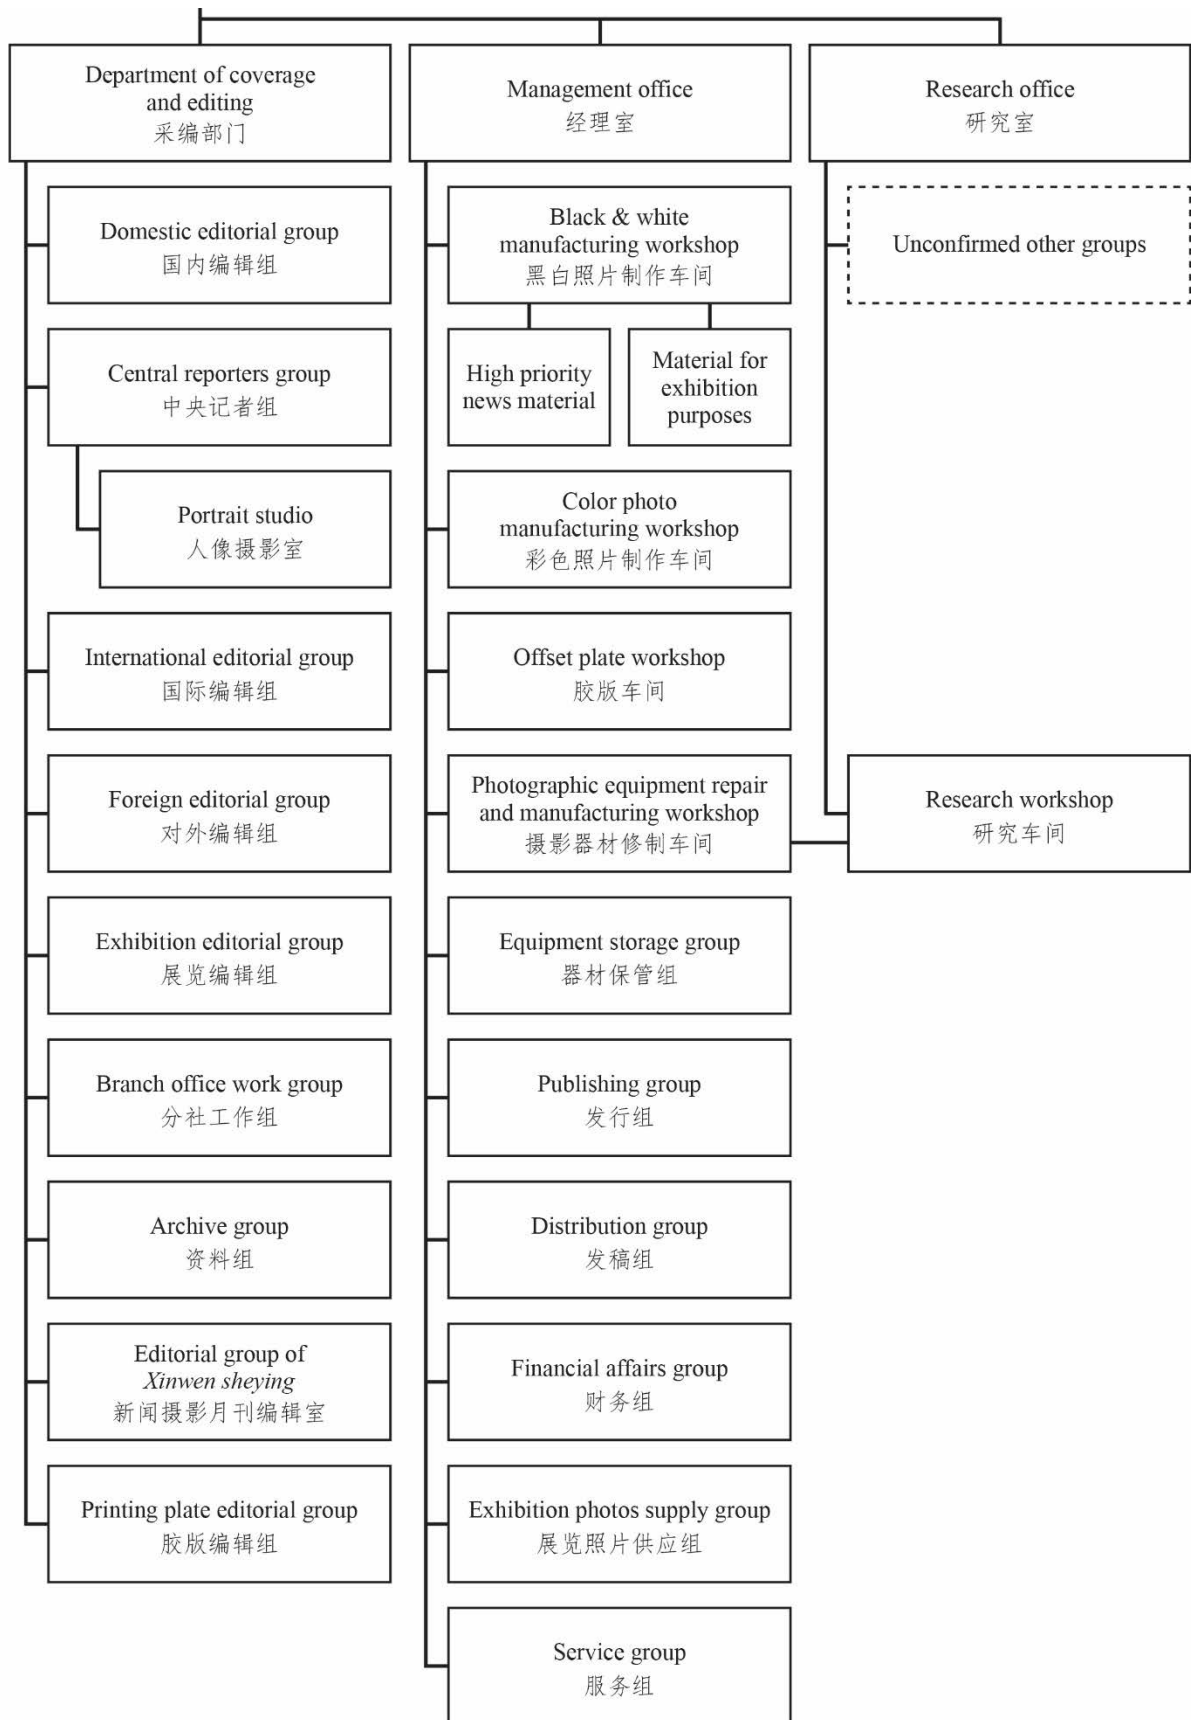 Department of coverage
and editing
采编部门
Domestic editorial group
国内编辑组
Central reporters group
中央记者组
Portrait studio
人像摄影室
International editorial group
国际编辑组
Foreign editorial group
对外编辑组
Exhibition editorial group
展览编辑组
Branch office work group
分社工作组
Archive group
资料组
Editorial group of
Xinwen sheying
新闻摄影月刊编辑室
Printing plate editorial group
胶版编辑组
Management office
经理室
Black & white
manufacturing workshop
黑白照片制作车间
High priority
news material
Material for
exhibition
purposes
Color photo
manufacturing workshop
彩色照片制作车间
Offset plate workshop
胶版车间
Photographic equipment repair
and manufacturing workshop
摄影器材修制车间
Equipment storage group
器材保管组
Publishing group
发行组
Distribution group
发稿组
Financial affairs group
财务组
Exhibition photos supply group
展览照片供应组
Service group
服务组
Research office
研究室
Unconfirmed other groups
Research workshop
研究车间